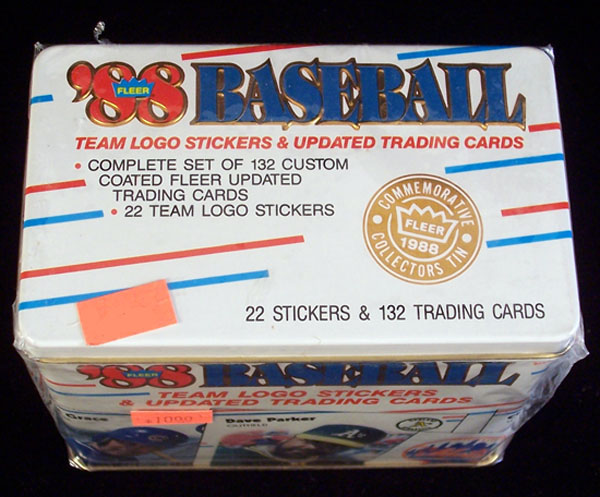 '88 BASEBALL
FLEER
TEAM LOGO STICKERS & UPDATED TRADING CARDS
• COMPLETE SET OF 132 CUSTOM
COATED FLEER UPDATED
TRADING CARDS
• 22 TEAM LOGO STICKERS
COMMEMORATIVE
FLEER
1988
COLLECTORS TIN
22 STICKERS & 132 TRADING CARDS
'88 BASEBALL
FLEER
TEAM LOGO STICKERS
& UPDATED TRADING CARDS
Grace
Dave Parker
OUTFIELD
A's